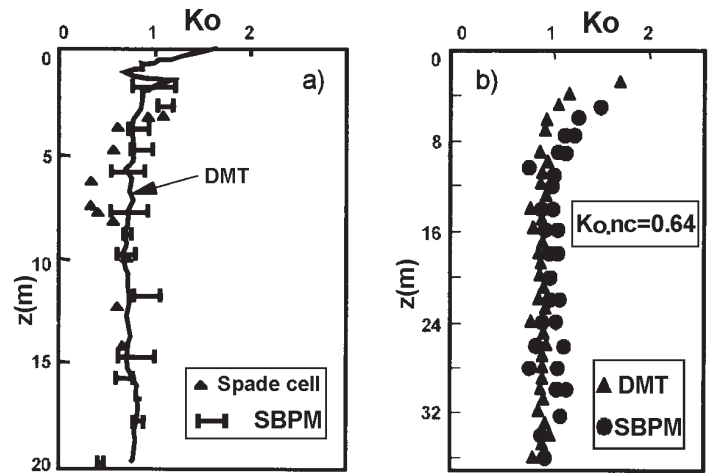 Ko
0 1 2
0
5
10
15
20
z(m)
a)
DMT
Spade cell
SBPM
Ko
0 1 2
0
8
16
24
32
z(m)
b)
Ko,nc=0.64
DMT
SBPM